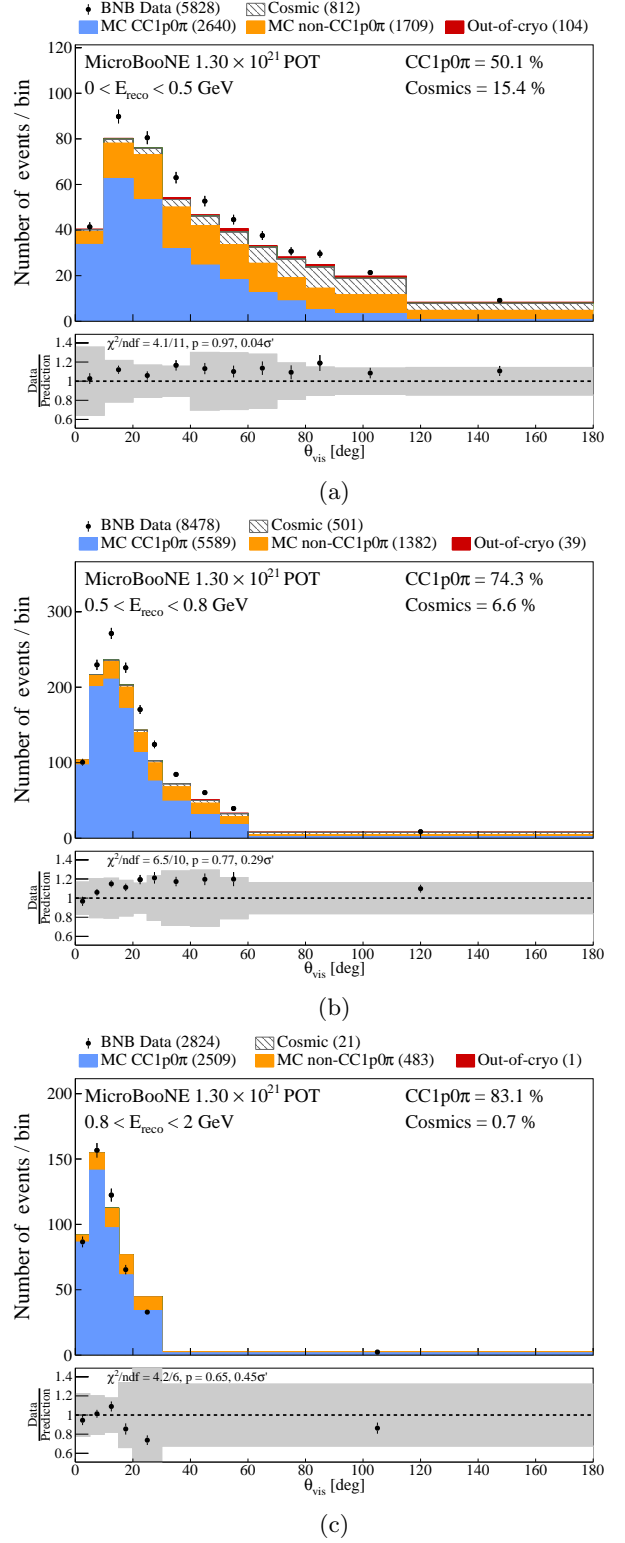 BNB Data (5828) Cosmic (812)
MC CC1p0π (2640) MC non-CC1p0π (1709) Out-of-cryo (104)
MicroBooNE 1.30 × 10²¹ POT CC1p0π = 50.1 %
0 < E_reco < 0.5 GeV Cosmics = 15.4 %
Number of events / bin
120
100
80
60
40
20
0
χ²/ndf = 4.1/11, p = 0.97, 0.04σ'
Data
Prediction
1.4
1.2
1
0.8
0.6
0 20 40 60 80 100 120 140 160 180
θ_vis [deg]
(a)
BNB Data (8478) Cosmic (501)
MC CC1p0π (5589) MC non-CC1p0π (1382) Out-of-cryo (39)
MicroBooNE 1.30 × 10²¹ POT CC1p0π = 74.3 %
0.5 < E_reco < 0.8 GeV Cosmics = 6.6 %
Number of events / bin
300
200
100
0
χ²/ndf = 6.5/10, p = 0.77, 0.29σ'
Data
Prediction
1.4
1.2
1
0.8
0.6
0 20 40 60 80 100 120 140 160 180
θ_vis [deg]
(b)
BNB Data (2824) Cosmic (21)
MC CC1p0π (2509) MC non-CC1p0π (483) Out-of-cryo (1)
MicroBooNE 1.30 × 10²¹ POT CC1p0π = 83.1 %
0.8 < E_reco < 2 GeV Cosmics = 0.7 %
Number of events / bin
200
150
100
50
0
χ²/ndf = 4.2/6, p = 0.65, 0.45σ'
Data
Prediction
1.4
1.2
1
0.8
0.6
0 20 40 60 80 100 120 140 160 180
θ_vis [deg]
(c)